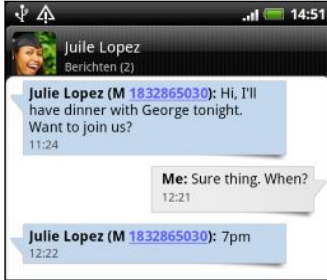 14:51
Juile Lopez
Berichten (2)
Julie Lopez (M 1832865030): Hi, I'll
have dinner with George tonight.
Want to join us?
11:24
Me: Sure thing. When?
12:21
Julie Lopez (M 1832865030): 7pm
12:22